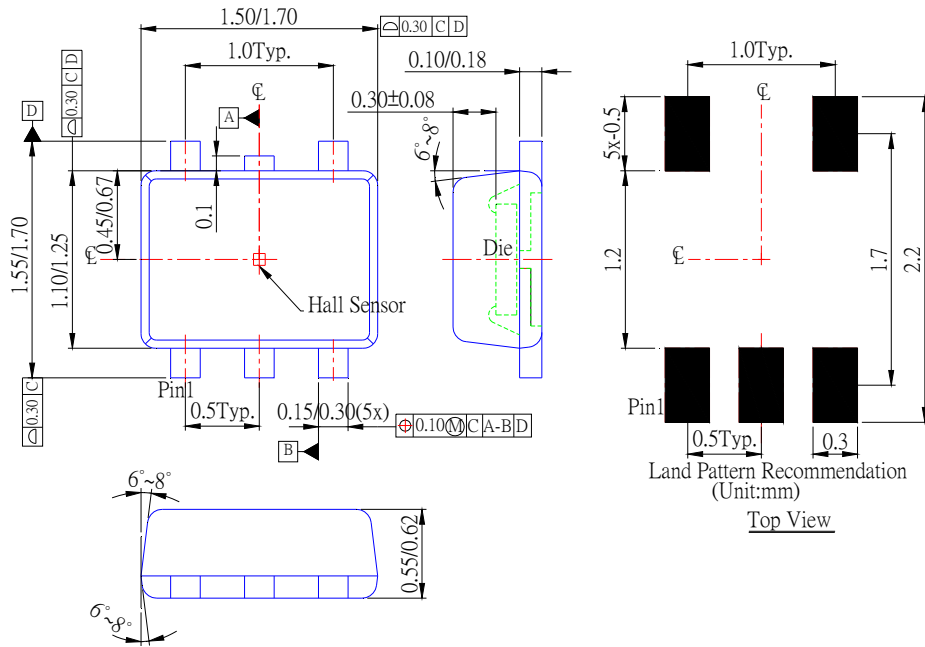 1.50/1.70
⌓ 0.30 C D
1.0Typ.
1.0Typ.
0.10/0.18
⌓ 0.30 C D
℄
℄
0.30±0.08
D
A
6°~8°
5x-0.5
0.45/0.67
0.1
1.55/1.70
1.10/1.25
℄
Die
℄
1.2
1.7
2.2
Hall Sensor
⌓ 0.30 C
Pin1
Pin1
0.5Typ.
0.15/0.30(5x)
⌖ 0.10 Ⓜ C A-B D
B
0.5Typ.
0.3
Land Pattern Recommendation
(Unit:mm)
Top View
6°~8°
0.55/0.62
6°~8°